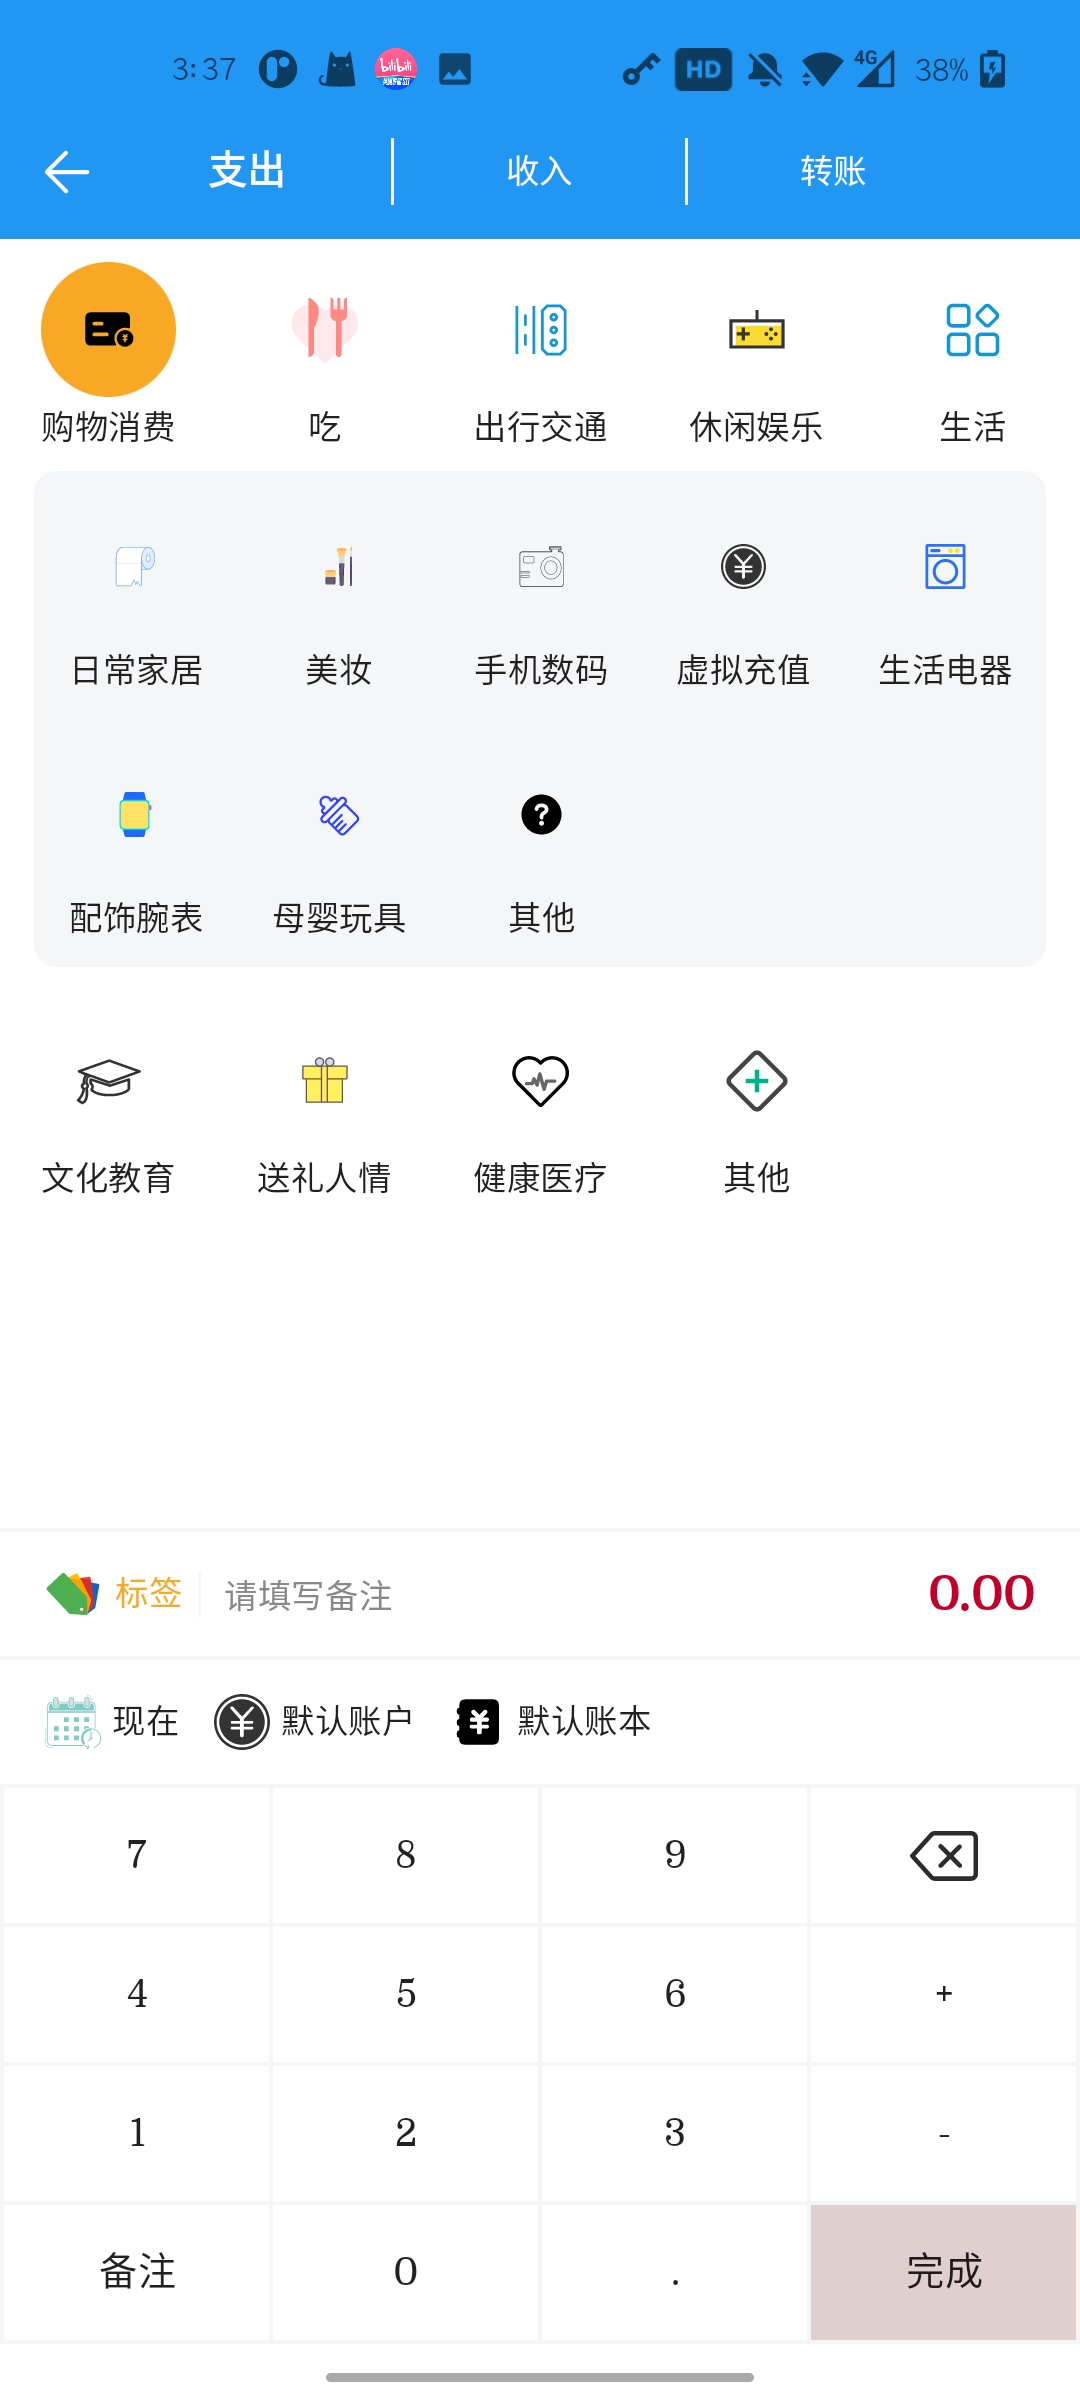 3:37 bilibili HD 4G 38%
支出 收入 转账
购物消费 吃 出行交通 休闲娱乐 生活
日常家居 美妆 手机数码 虚拟充值 生活电器
配饰腕表 母婴玩具 其他
文化教育 送礼人情 健康医疗 其他
标签 请填写备注 0.00
现在 默认账户 默认账本
7 8 9
4 5 6 +
1 2 3 -
备注 0 . 完成